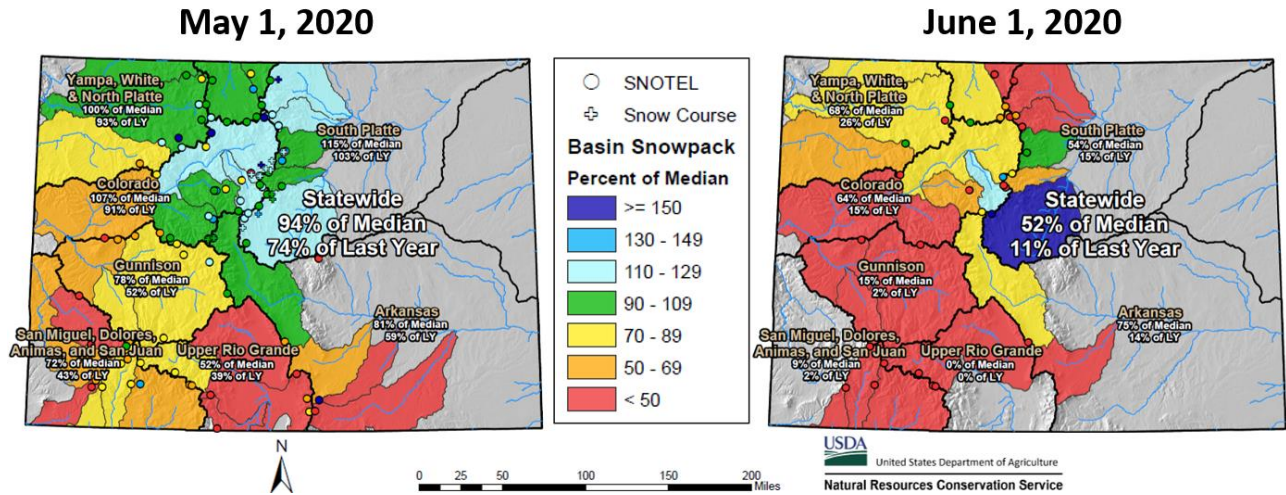 May 1, 2020
June 1, 2020
Yampa, White,
& North Platte
100% of Median
93% of LY
South Platte
115% of Median
103% of LY
Colorado
107% of Median
91% of LY
Statewide
94% of Median
74% of Last Year
Gunnison
78% of Median
52% of LY
Arkansas
81% of Median
59% of LY
San Miguel, Dolores,
Animas, and San Juan
72% of Median
43% of LY
Upper Rio Grande
52% of Median
39% of LY
SNOTEL
Snow Course
Basin Snowpack
Percent of Median
>= 150
130 - 149
110 - 129
90 - 109
70 - 89
50 - 69
< 50
Yampa, White,
& North Platte
68% of Median
26% of LY
South Platte
54% of Median
15% of LY
Colorado
64% of Median
15% of LY
Statewide
52% of Median
11% of Last Year
Gunnison
15% of Median
2% of LY
Arkansas
75% of Median
14% of LY
San Miguel, Dolores,
Animas, and San Juan
9% of Median
2% of LY
Upper Rio Grande
0% of Median
0% of LY
N
0 25 50 100 150 200
Miles
USDA
United States Department of Agriculture
Natural Resources Conservation Service